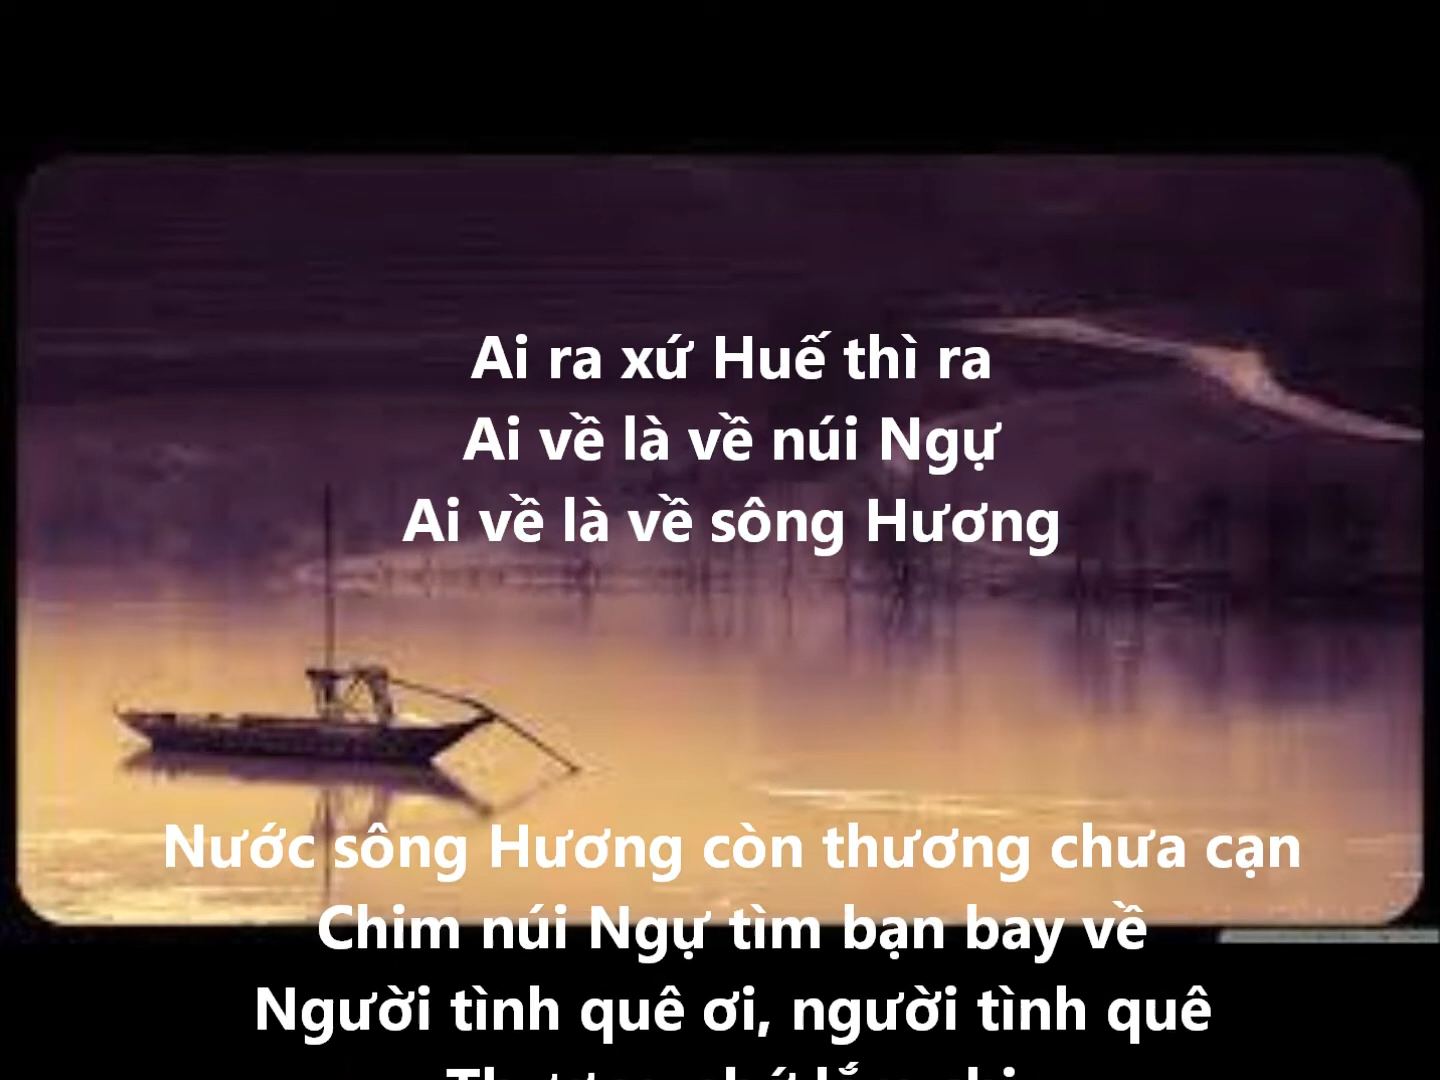 Ai ra xứ Huế thì ra
Ai về là về núi Ngự
Ai về là về sông Hương
Nước sông Hương còn thương chưa cạn
Chim núi Ngự tìm bạn bay về
Người tình quê ơi, người tình quê